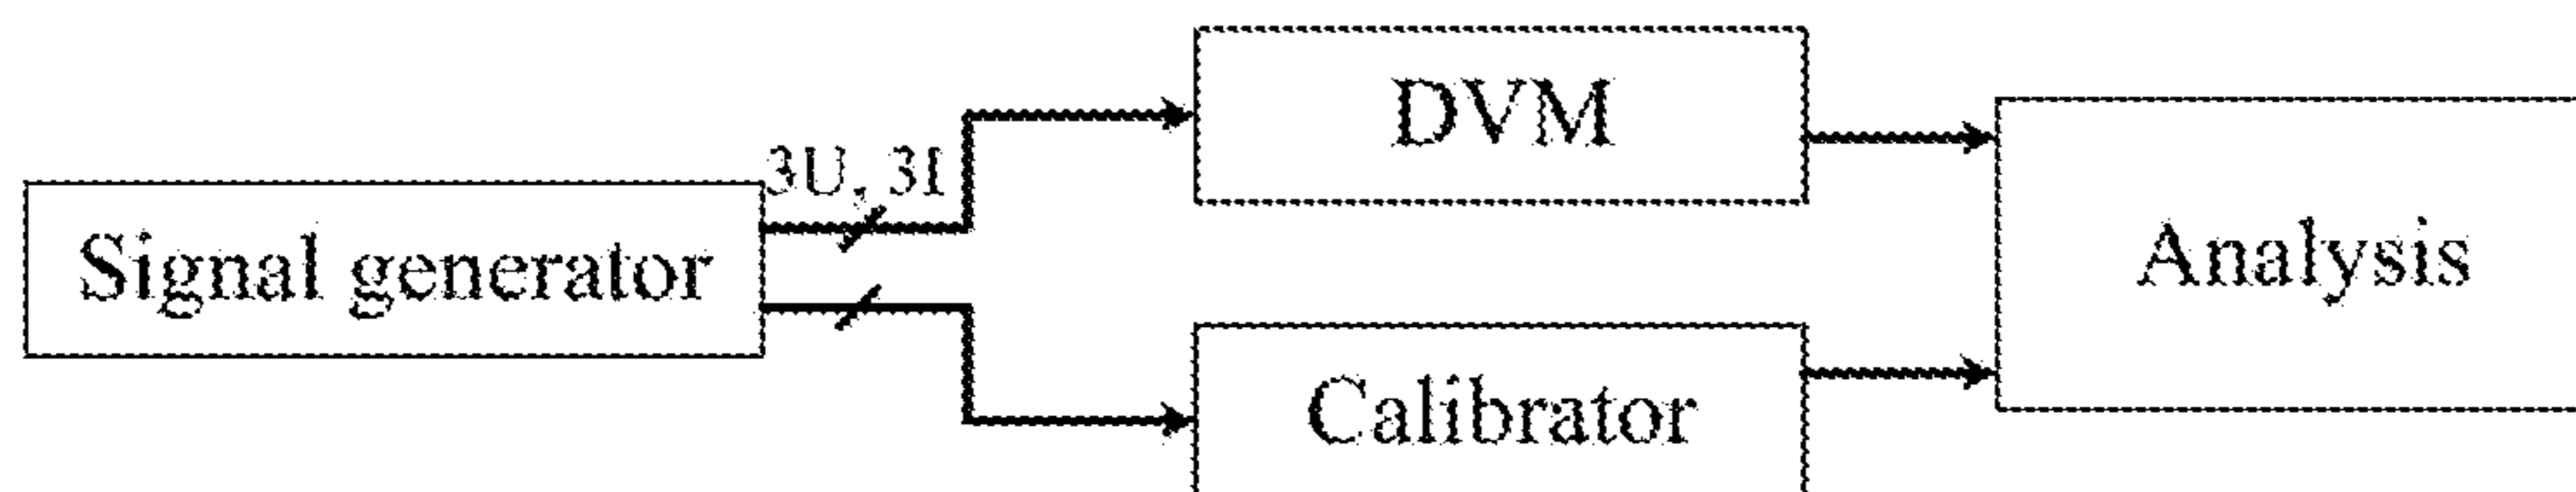 DVM
3U, 3I
Signal generator
Analysis
Calibrator